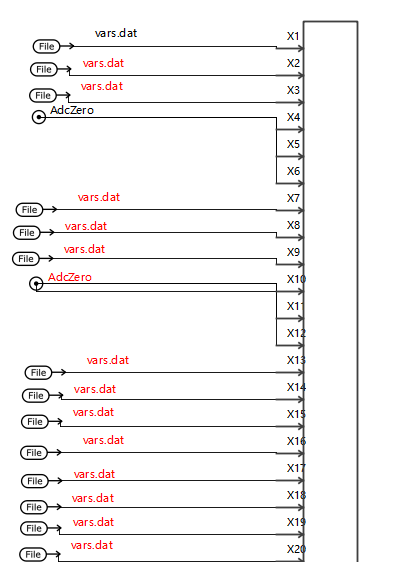 vars.dat
File X1
vars.dat
File X2
vars.dat
File X3
AdcZero
X4
X5
X6
vars.dat
File X7
vars.dat
File X8
vars.dat
File X9
AdcZero
X10
X11
X12
vars.dat
File X13
vars.dat
File X14
vars.dat
File X15
vars.dat
File X16
vars.dat
File X17
vars.dat
File X18
vars.dat
File X19
vars.dat
File X20